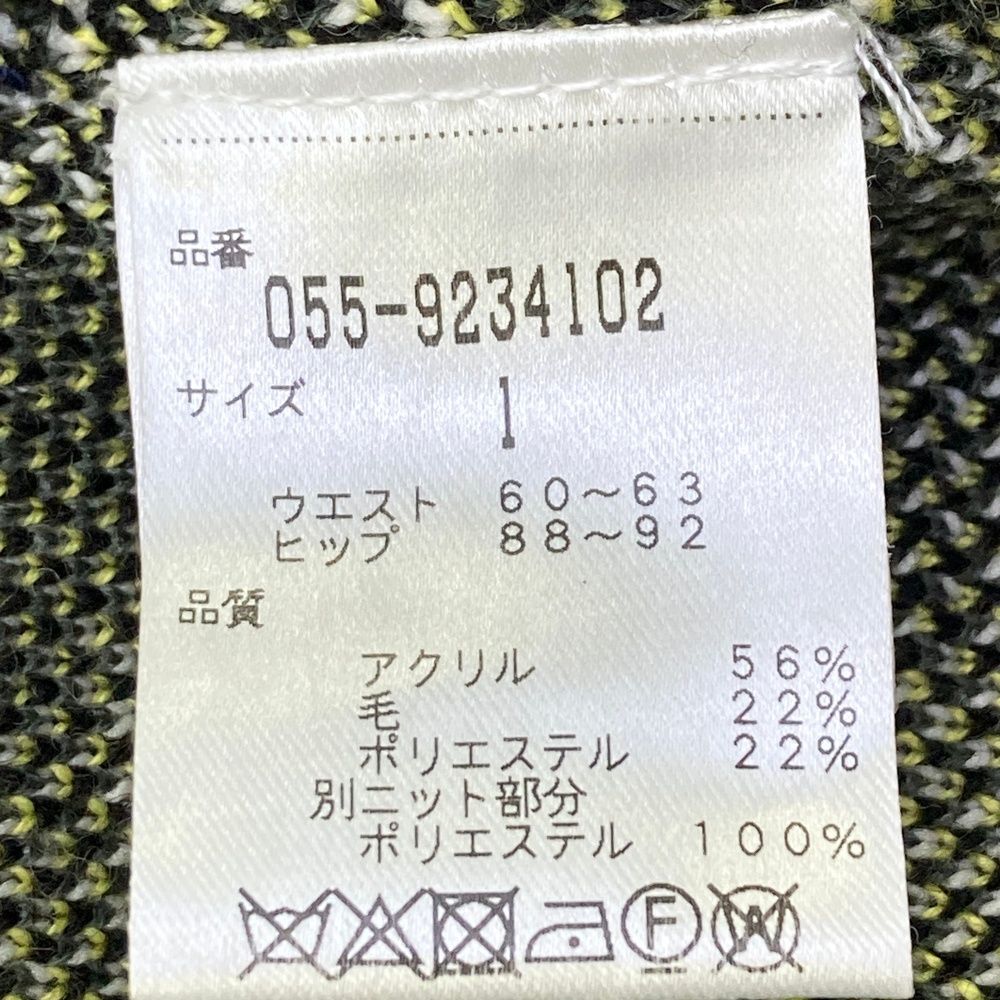 品番
055-9234102
サイズ 1
ウエスト 60～63
ヒップ 88～92
品質
アクリル 56%
毛 22%
ポリエステル 22%
別ニット部分
ポリエステル 100%
F W